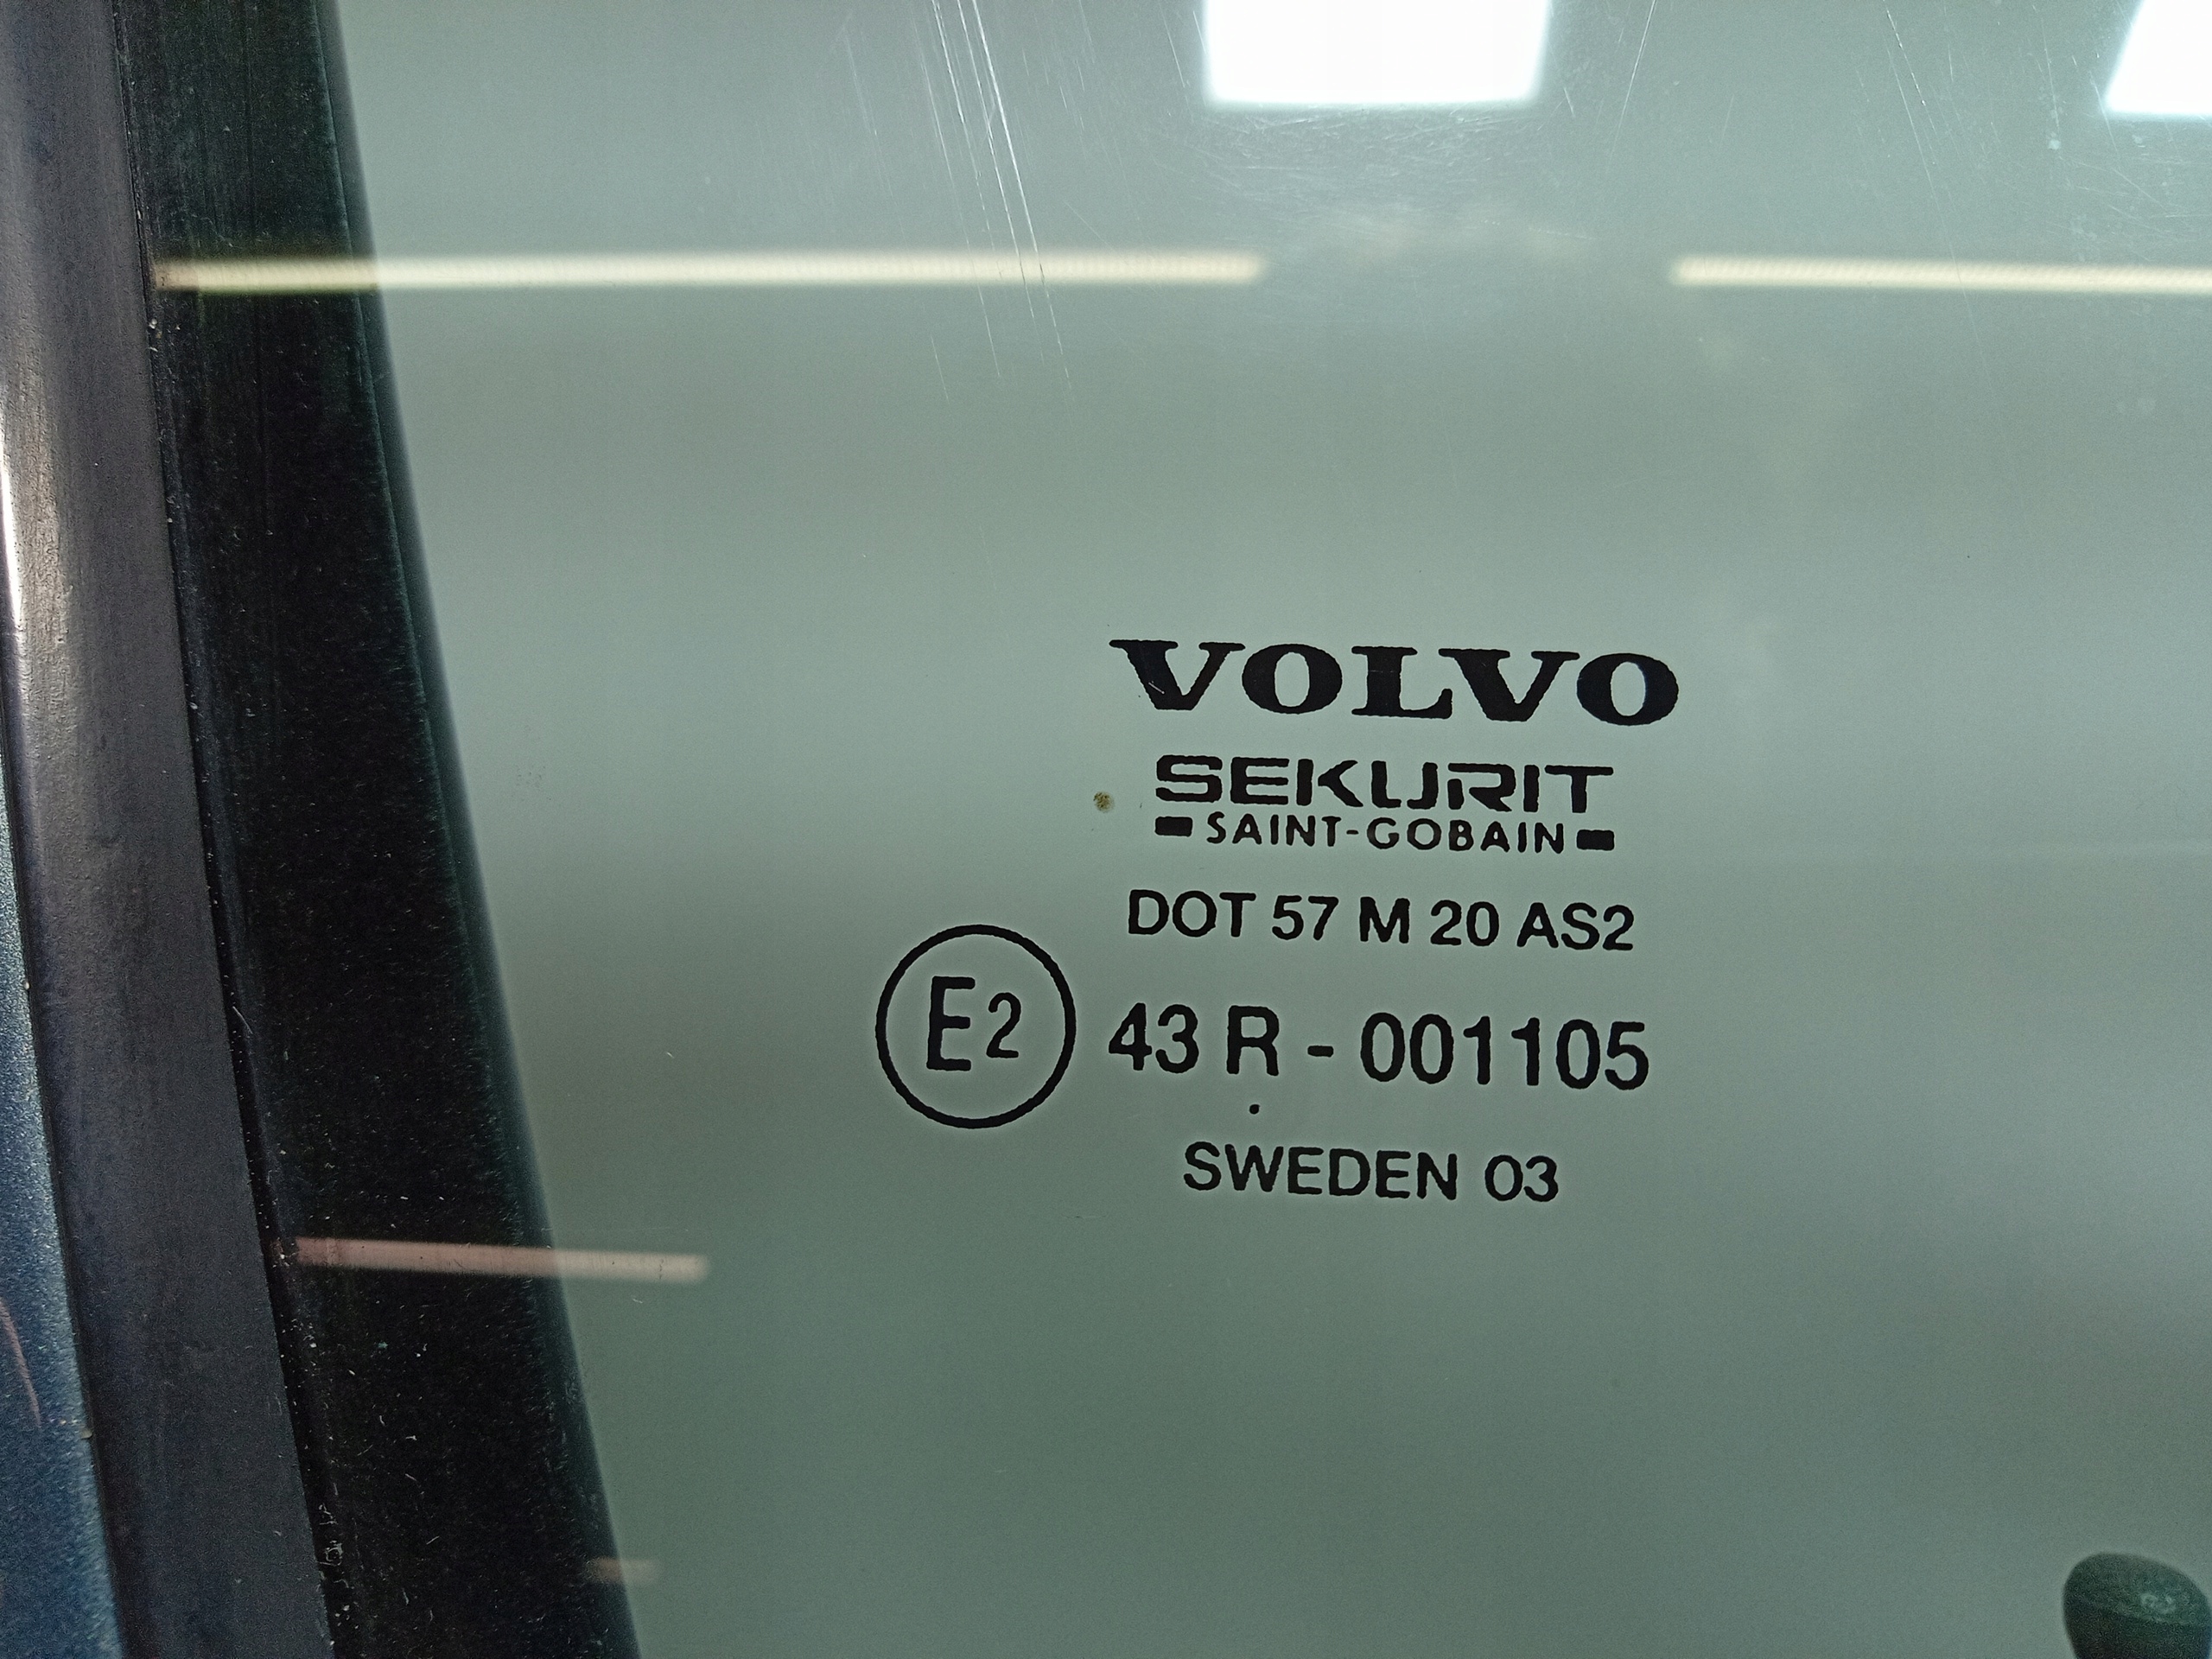 VOLVO
SEKURIT
SAINT-GOBAIN
DOT 57 M 20 AS2
E2 43 R - 001105
SWEDEN 03